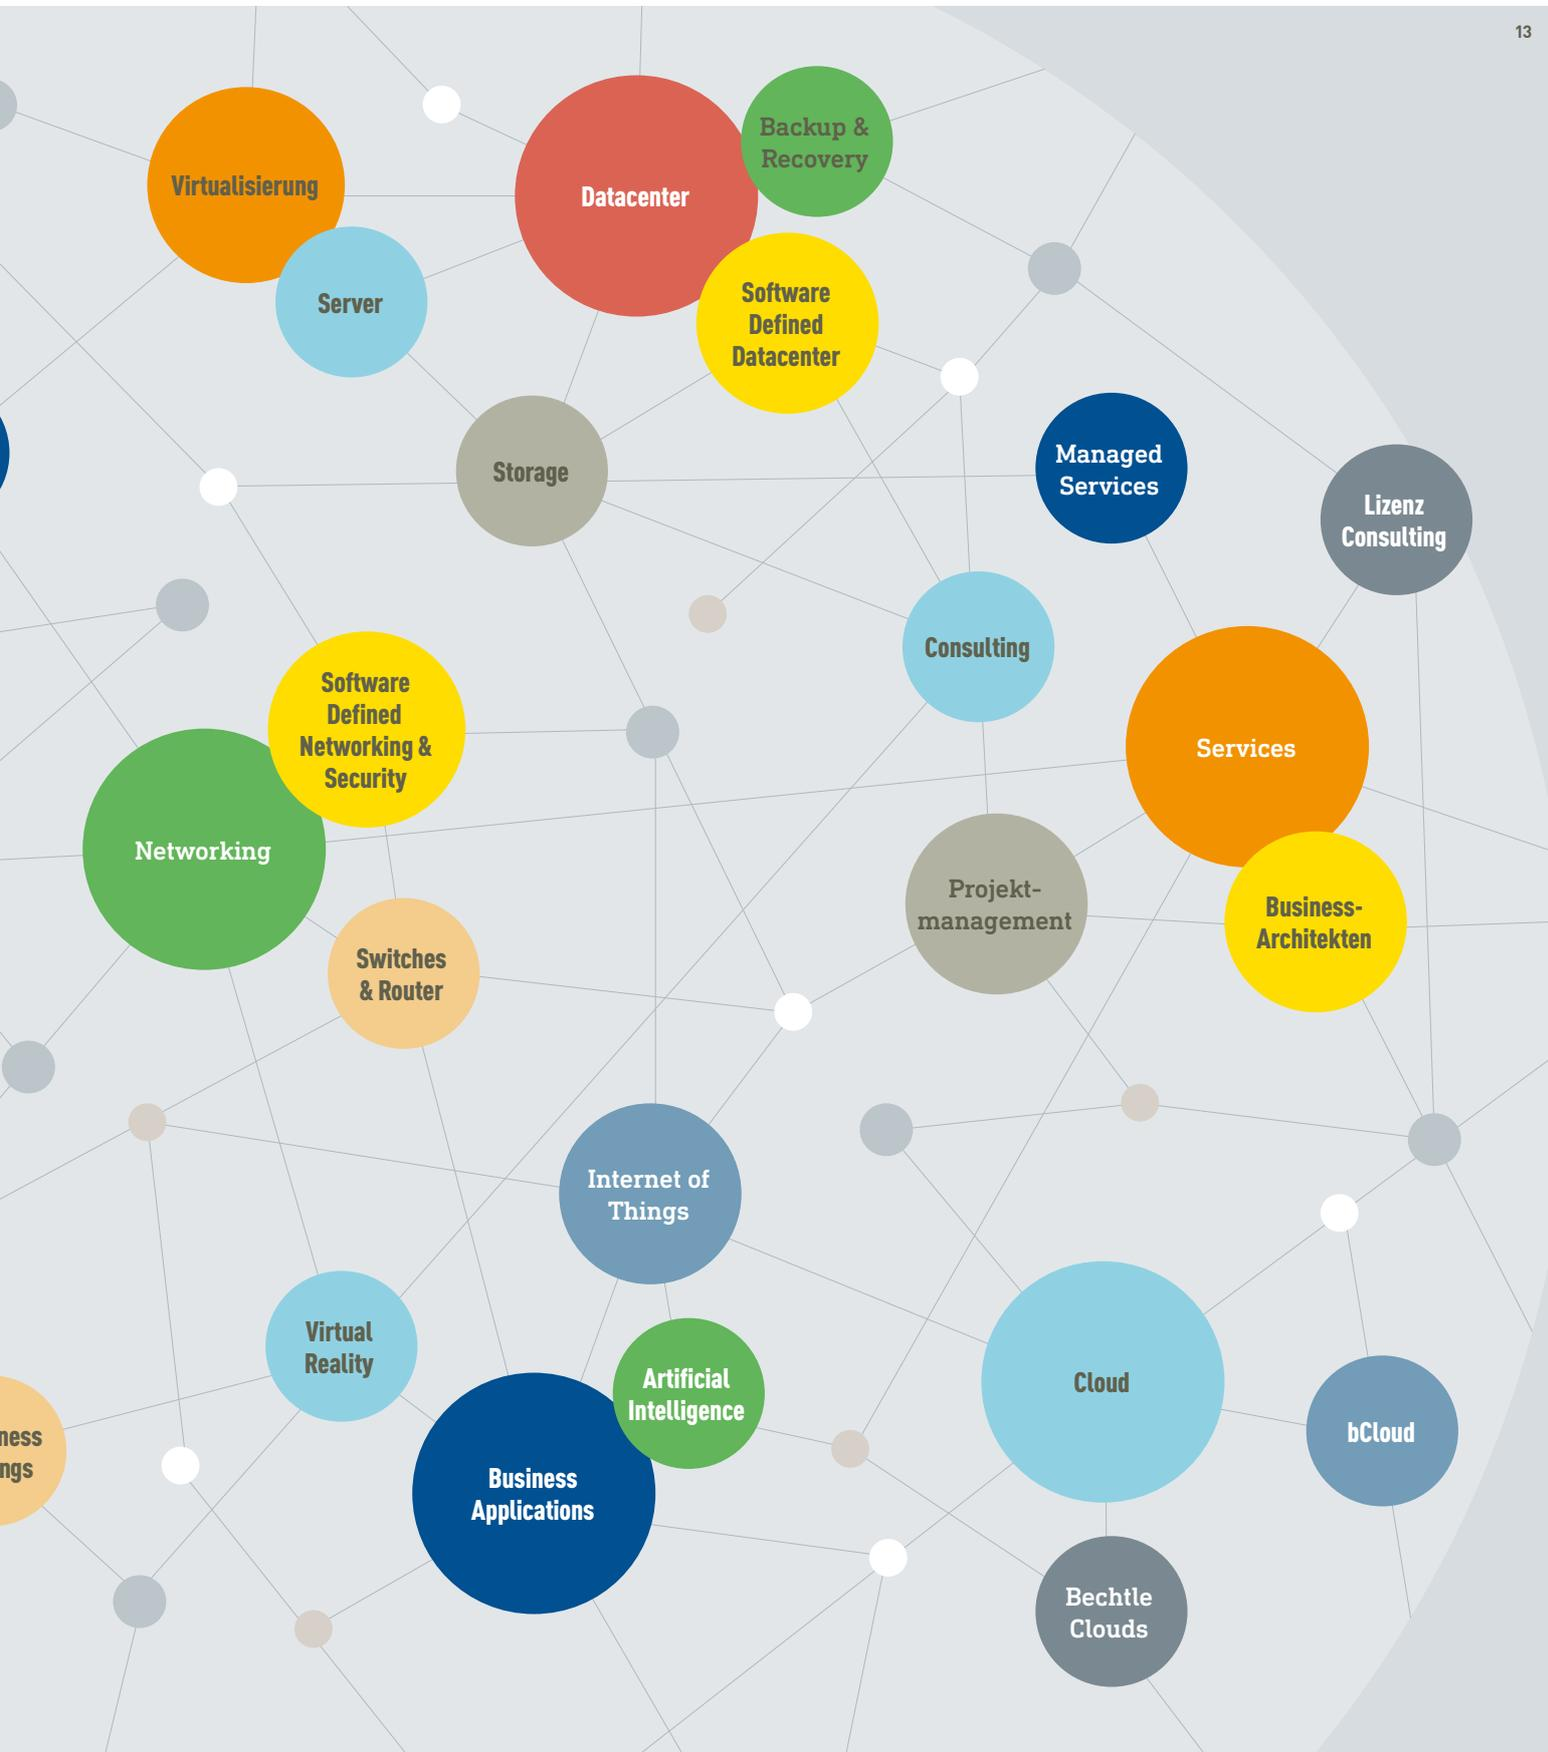 13
Backup &
Recovery
Virtualisierung
Datacenter
Server
Software
Defined
Datacenter
Storage
Managed
Services
Lizenz
Consulting
Consulting
Software
Defined
Networking &
Security
Services
Networking
Projekt-
management
Business-
Architekten
Switches
& Router
Internet of
Things
Virtual
Reality
Artificial
Intelligence
Cloud
bCloud
ness
ngs
Business
Applications
Bechtle
Clouds